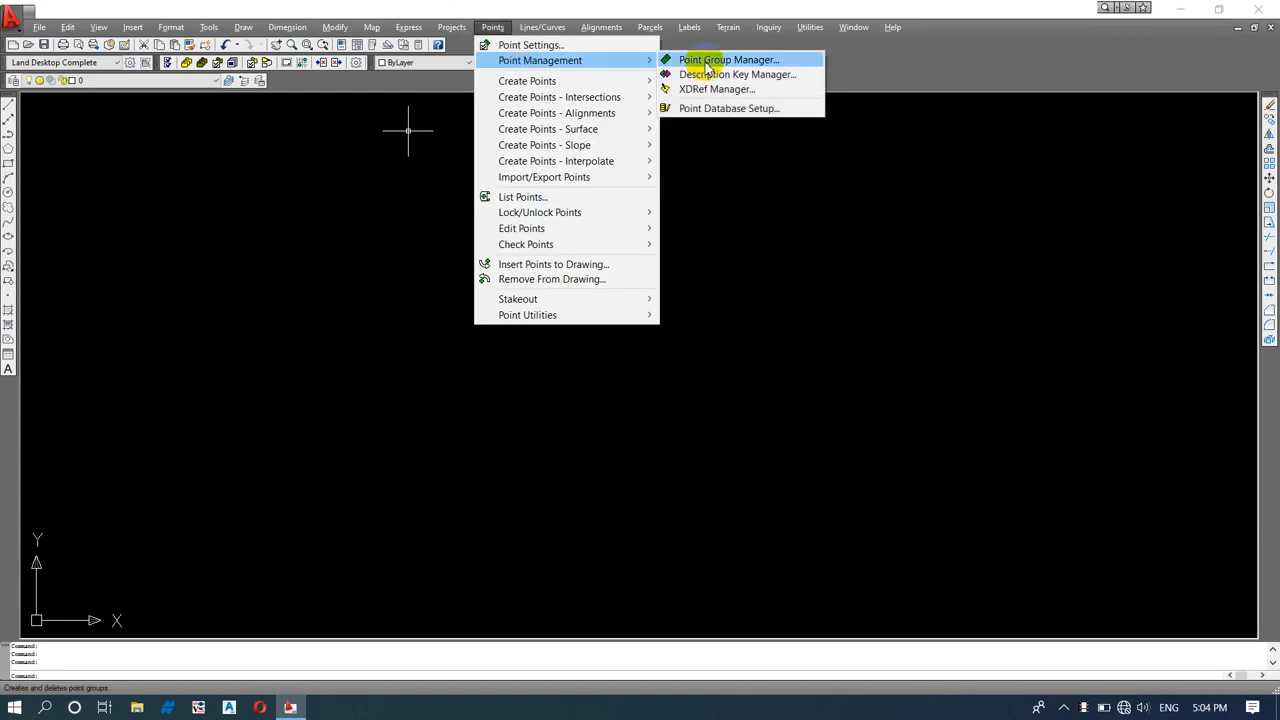 File Edit View Insert Format Tools Draw Dimension Modify Map Express Projects Points Lines/Curves Alignments Parcels Labels Terrain Inquiry Utilities Window Help
Land Desktop Complete
ByLayer
0
Point Settings...
Point Management
Create Points
Create Points - Intersections
Create Points - Alignments
Create Points - Surface
Create Points - Slope
Create Points - Interpolate
Import/Export Points
List Points...
Lock/Unlock Points
Edit Points
Check Points
Insert Points to Drawing...
Remove From Drawing...
Stakeout
Point Utilities
Point Group Manager...
Description Key Manager...
XDRef Manager...
Point Database Setup...
Y
X
Command:
Command:
Command:
Command:
Creates and deletes point groups.
ENG 5:04 PM